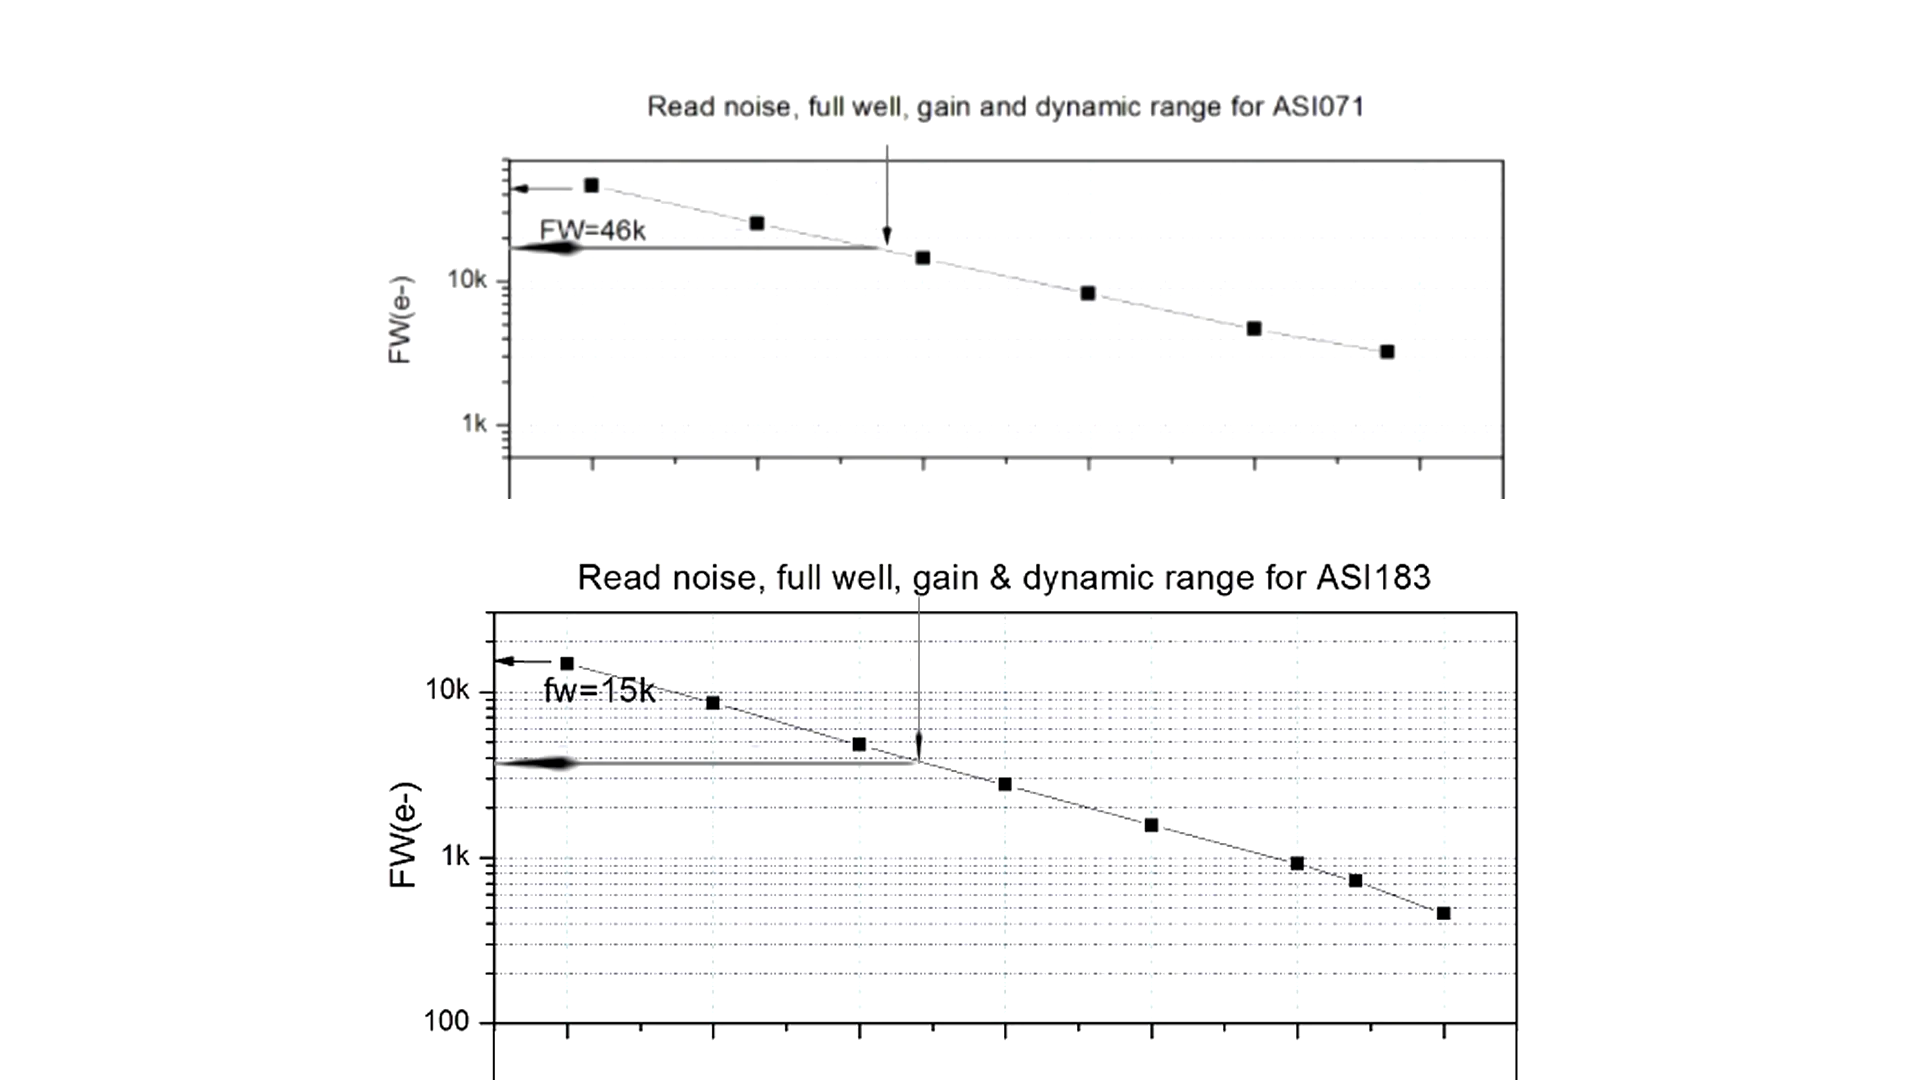 Read noise, full well, gain and dynamic range for ASI071
FW=46k
10k
FW(e-)
1k
Read noise, full well, gain & dynamic range for ASI183
10k
fw=15k
FW(e-)
1k
100